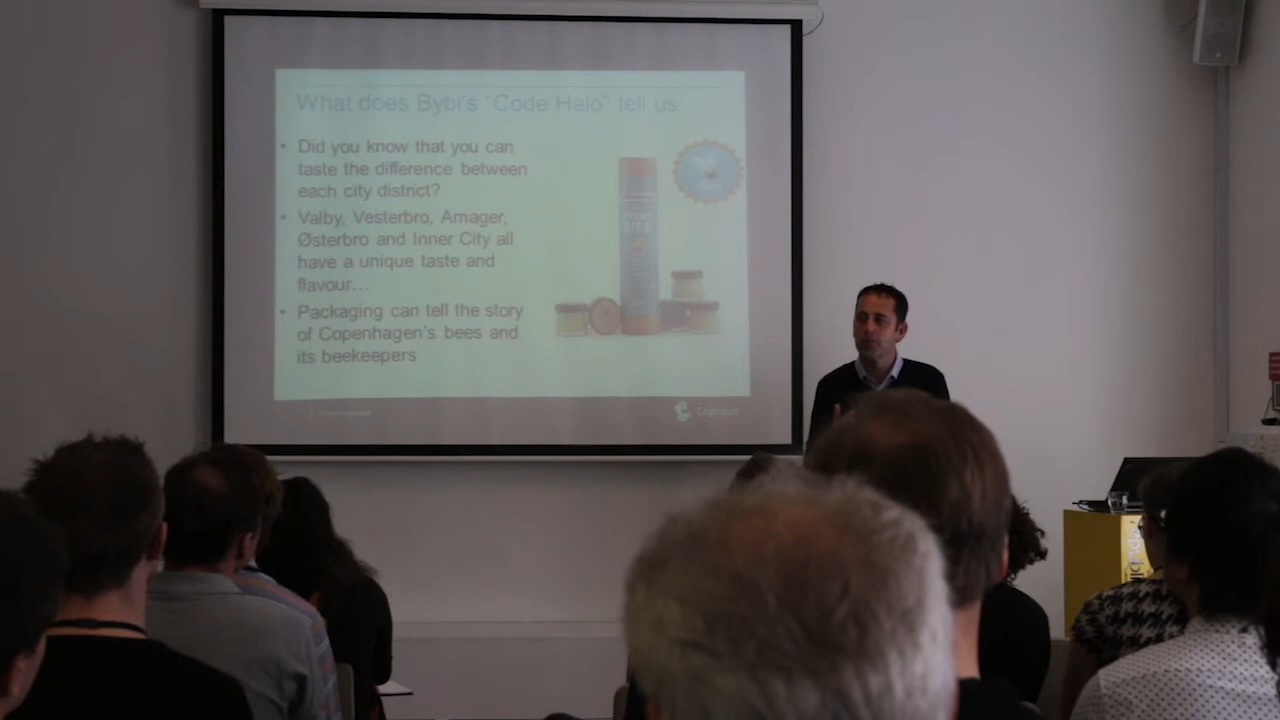 What does Bybi's "Code Halo" tell us
• Did you know that you can
taste the difference between
each city district?
• Valby, Vesterbro, Amager,
Østerbro and Inner City all
have a unique taste and
flavour…
• Packaging can tell the story
of Copenhagen's bees and
its beekeepers
Cognizant